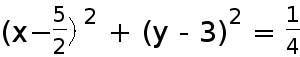 (x−5/2)² + (y - 3)² = 1/4